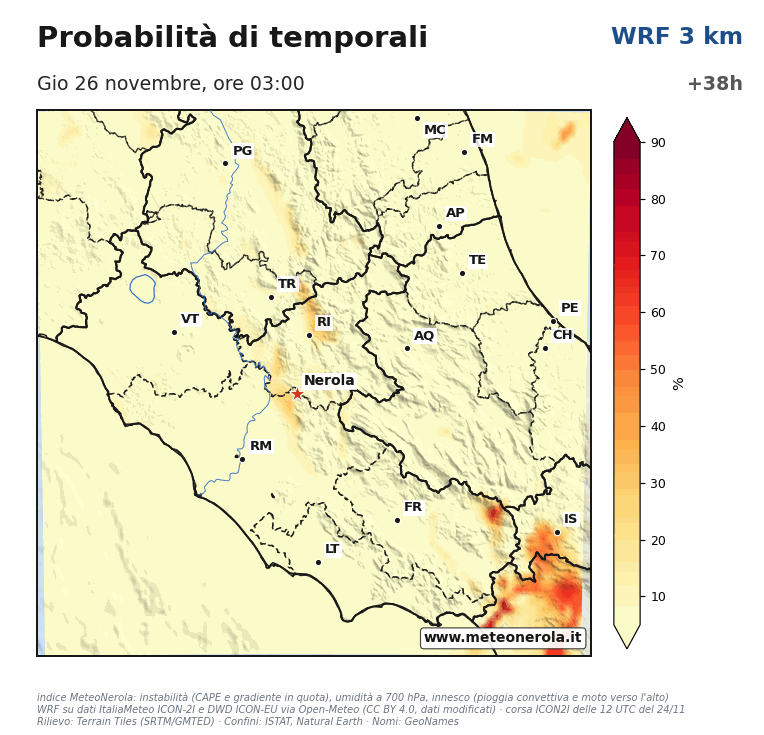 Probabilità di temporali
WRF 3 km
Gio 26 novembre, ore 03:00
+38h
MC
FM
PG
AP
TE
TR
PE
VT
RI
CH
AQ
Nerola
RM
FR
IS
LT
www.meteonerola.it
90
80
70
60
50
40
30
20
10
%
indice MeteoNerola: instabilità (CAPE e gradiente in quota), umidità a 700 hPa, innesco (pioggia convettiva e moto verso l'alto)
WRF su dati ItaliaMeteo ICON-2I e DWD ICON-EU via Open-Meteo (CC BY 4.0, dati modificati) · corsa ICON2I delle 12 UTC del 24/11
Rilievo: Terrain Tiles (SRTM/GMTED) · Confini: ISTAT, Natural Earth · Nomi: GeoNames